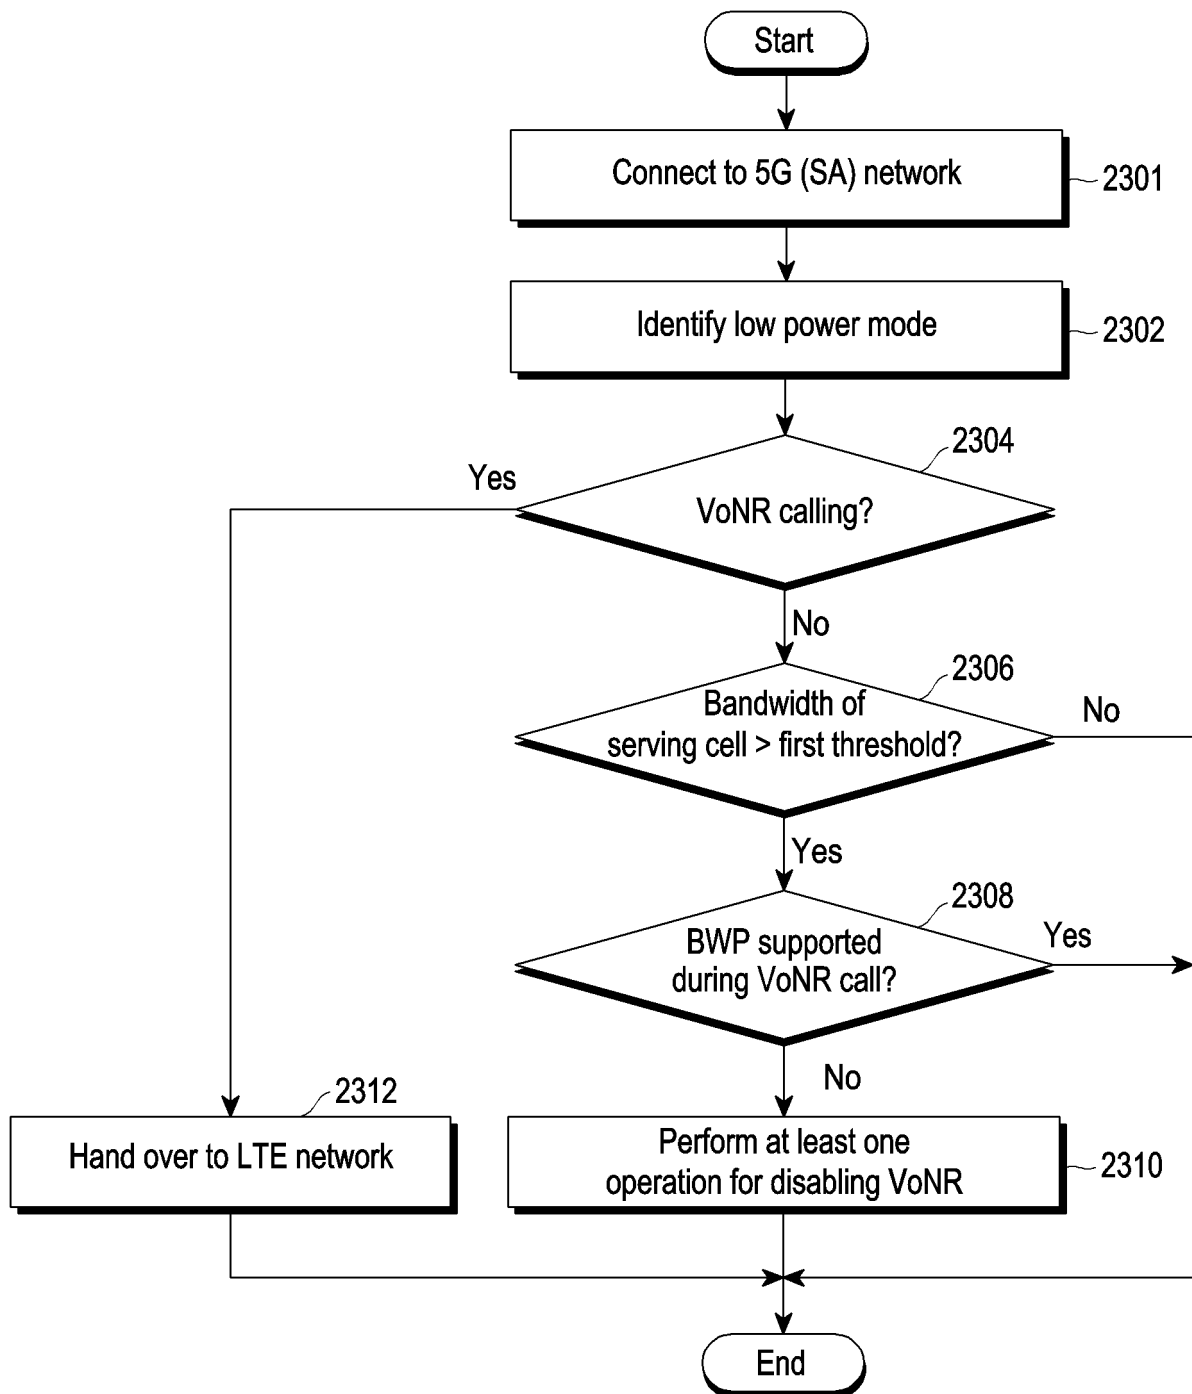 Start
Connect to 5G (SA) network
2301
Identify low power mode
2302
2304
Yes
VoNR calling?
No
2306
Bandwidth of
serving cell > first threshold?
No
Yes
2308
BWP supported
during VoNR call?
Yes
No
2312
Hand over to LTE network
Perform at least one
operation for disabling VoNR
2310
End